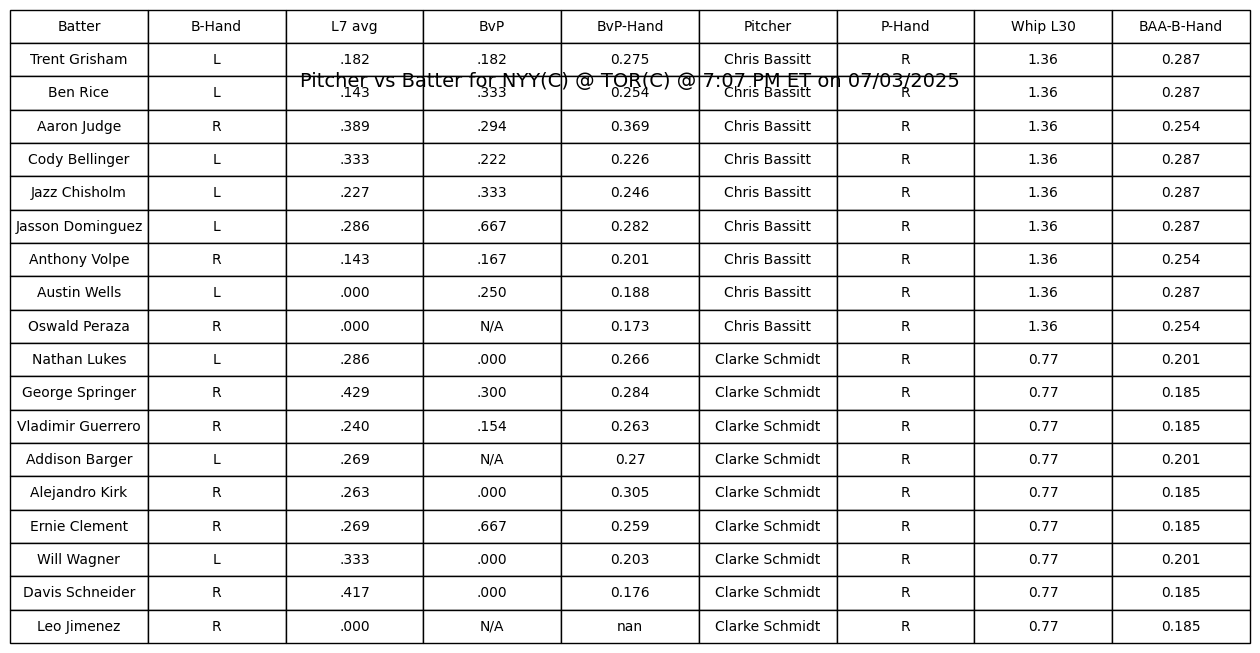 Batter B-Hand L7 avg BvP BvP-Hand Pitcher P-Hand Whip L30 BAA-B-Hand
Trent Grisham L .182 .182 0.275 Chris Bassitt R 1.36 0.287
Pitcher vs Batter for NYY(C) @ TOR(C) @ 7:07 PM ET on 07/03/2025
Ben Rice L .143 .333 0.254 Chris Bassitt R 1.36 0.287
Aaron Judge R .389 .294 0.369 Chris Bassitt R 1.36 0.254
Cody Bellinger L .333 .222 0.226 Chris Bassitt R 1.36 0.287
Jazz Chisholm L .227 .333 0.246 Chris Bassitt R 1.36 0.287
Jasson Dominguez L .286 .667 0.282 Chris Bassitt R 1.36 0.287
Anthony Volpe R .143 .167 0.201 Chris Bassitt R 1.36 0.254
Austin Wells L .000 .250 0.188 Chris Bassitt R 1.36 0.287
Oswald Peraza R .000 N/A 0.173 Chris Bassitt R 1.36 0.254
Nathan Lukes L .286 .000 0.266 Clarke Schmidt R 0.77 0.201
George Springer R .429 .300 0.284 Clarke Schmidt R 0.77 0.185
Vladimir Guerrero R .240 .154 0.263 Clarke Schmidt R 0.77 0.185
Addison Barger L .269 N/A 0.27 Clarke Schmidt R 0.77 0.201
Alejandro Kirk R .263 .000 0.305 Clarke Schmidt R 0.77 0.185
Ernie Clement R .269 .667 0.259 Clarke Schmidt R 0.77 0.185
Will Wagner L .333 .000 0.203 Clarke Schmidt R 0.77 0.201
Davis Schneider R .417 .000 0.176 Clarke Schmidt R 0.77 0.185
Leo Jimenez R .000 N/A nan Clarke Schmidt R 0.77 0.185